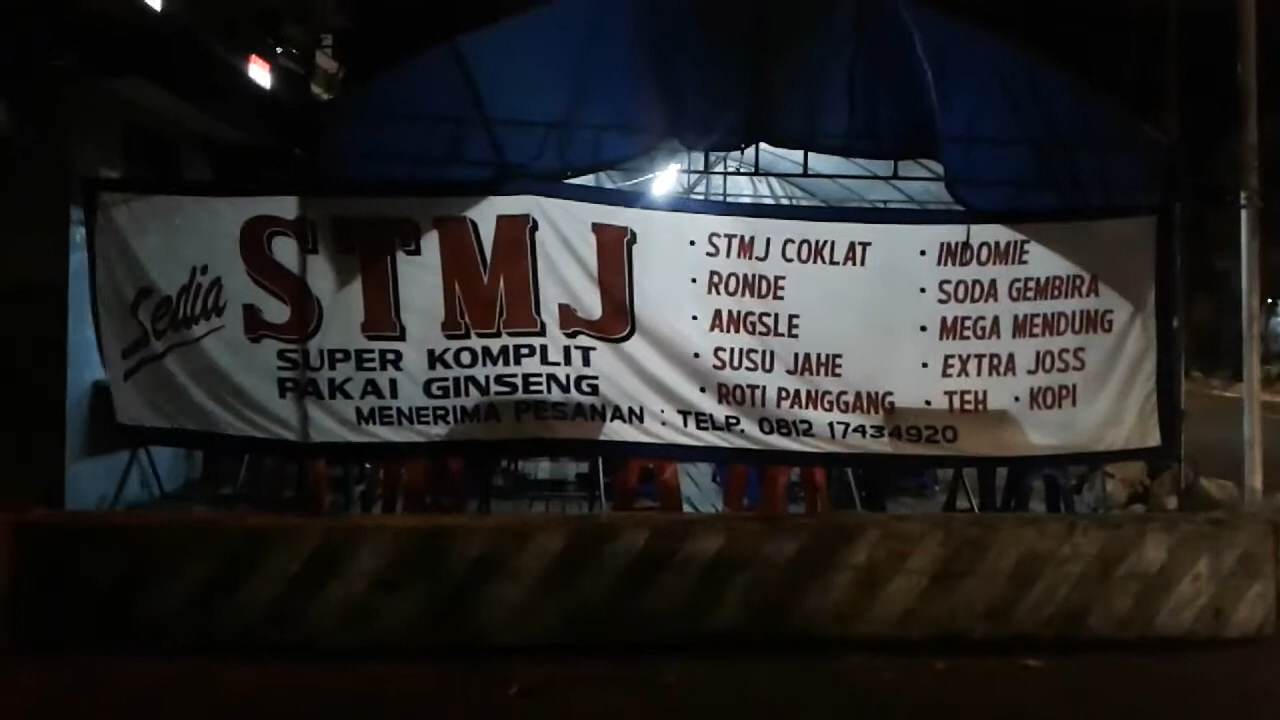 Sedia STMJ
SUPER KOMPLIT
PAKAI GINSENG
MENERIMA PESANAN : TELP. 0812 17434920
· STMJ COKLAT
· RONDE
· ANGSLE
· SUSU JAHE
· ROTI PANGGANG
· INDOMIE
· SODA GEMBIRA
· MEGA MENDUNG
· EXTRA JOSS
· TEH · KOPI